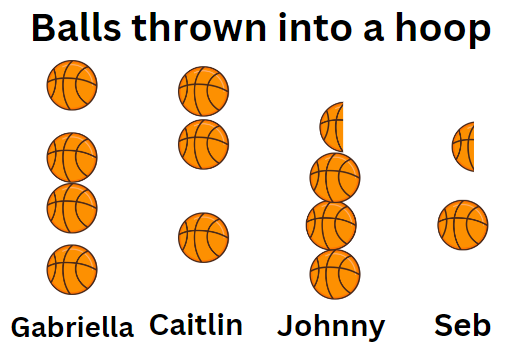 Balls thrown into a hoop
Gabriella Caitlin Johnny Seb